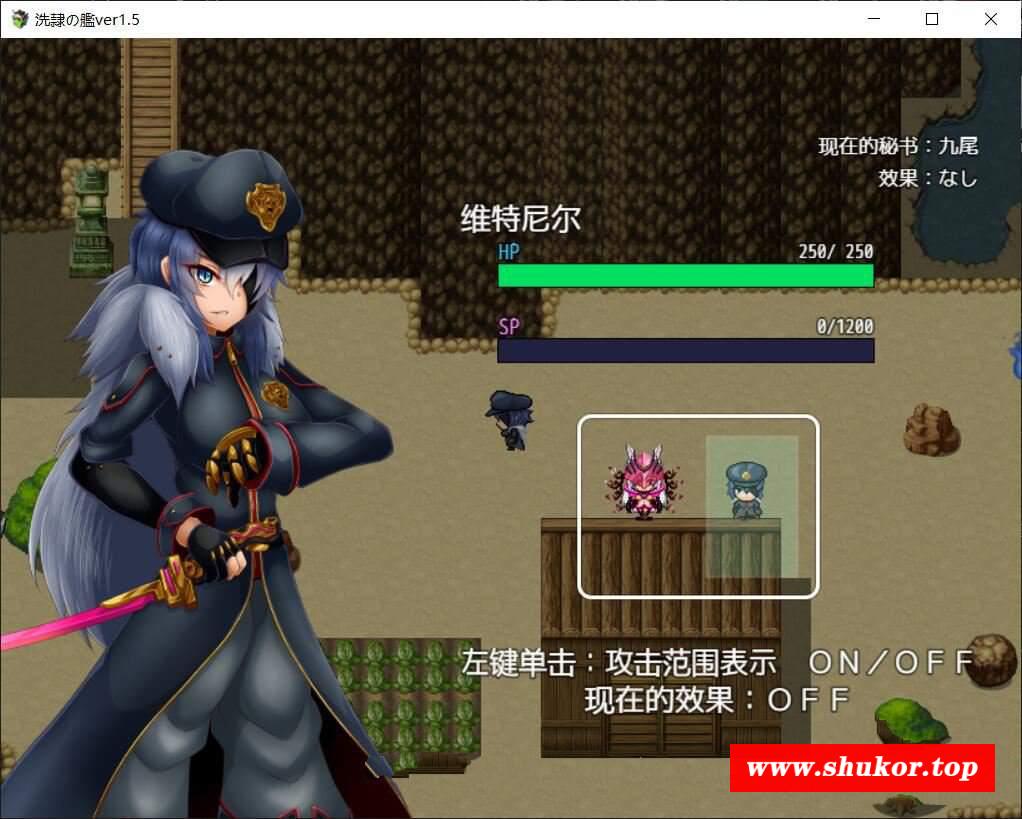 洗隷の艦ver1.5
现在的秘书：九尾
效果：なし
维特尼尔
HP 250/ 250
SP 0/1200
左键单击：攻击范围表示　ＯＮ／ＯＦＦ
现在的效果：ＯＦＦ
www.shukor.top